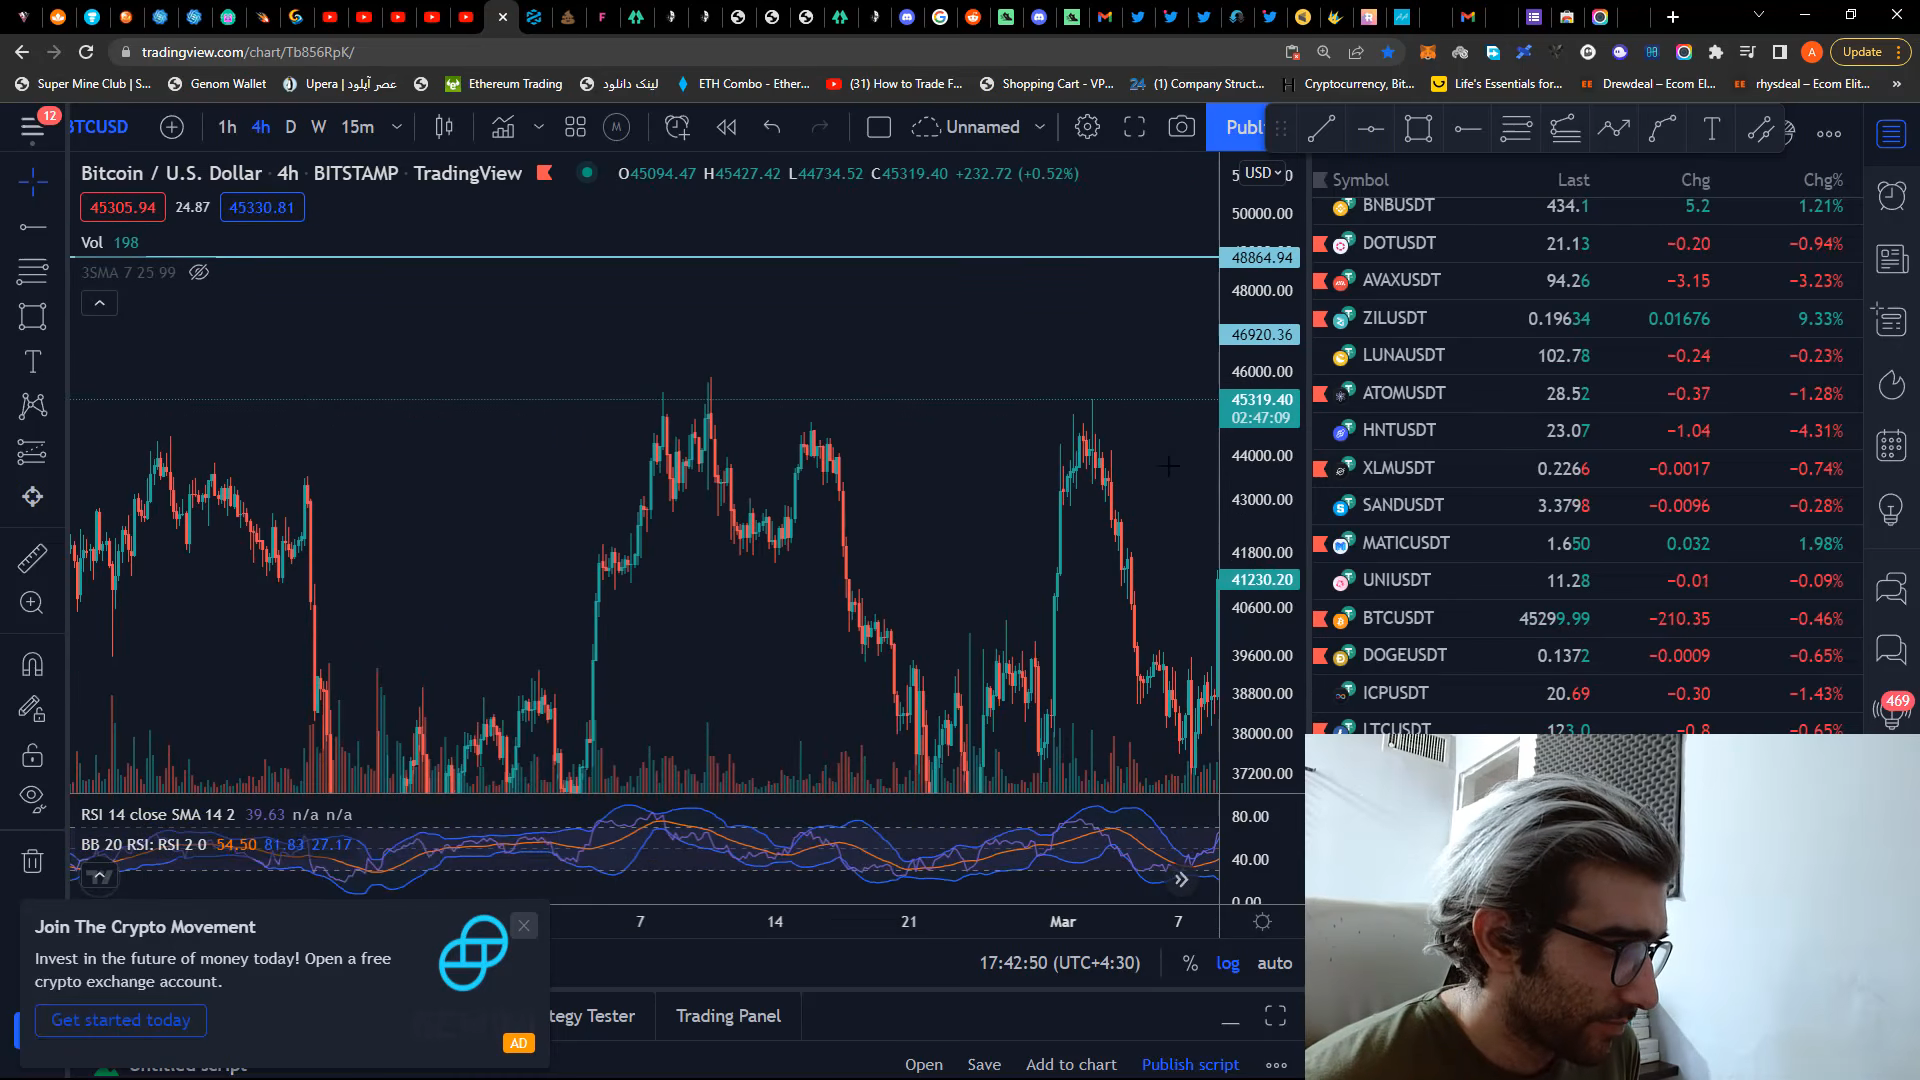 Update
tradingview.com/chart/Tb856RpK/
Super Mine Club | S... Genom Wallet Upera | عصر آپلود Ethereum Trading لینک دانلود ETH Combo - Ether... (31) How to Trade F... Shopping Cart - VP... 24 (1) Company Struct... Cryptocurrency, Bit... Life's Essentials for... Drewdeal – Ecom El... rhysdeal – Ecom Elit...
12
BTCUSD 1h 4h D W 15m M Unnamed Publ
Bitcoin / U.S. Dollar · 4h · BITSTAMP · TradingView O45094.47 H45427.42 L44734.52 C45319.40 +232.72 (+0.52%)
45305.94 24.87 45330.81
Vol 198
3SMA 7 25 99
USD
50000.00
48864.94
48000.00
46920.36
46000.00
45319.40
02:47:09
44000.00
43000.00
41800.00
41230.20
40600.00
39600.00
38800.00
38000.00
37200.00
Symbol Last Chg Chg%
BNBUSDT 434.1 5.2 1.21%
DOTUSDT 21.13 −0.20 −0.94%
AVAXUSDT 94.26 −3.15 −3.23%
ZILUSDT 0.19634 0.01676 9.33%
LUNAUSDT 102.78 −0.24 −0.23%
ATOMUSDT 28.52 −0.37 −1.28%
HNTUSDT 23.07 −1.04 −4.31%
XLMUSDT 0.2266 −0.0017 −0.74%
SANDUSDT 3.3798 −0.0096 −0.28%
MATICUSDT 1.650 0.032 1.98%
UNIUSDT 11.28 −0.01 −0.09%
BTCUSDT 45299.99 −210.35 −0.46%
DOGEUSDT 0.1372 −0.0009 −0.65%
ICPUSDT 20.69 −0.30 −1.43%
LTCUSDT 123.0 −0.8 −0.65%
469
RSI 14 close SMA 14 2 39.63 n/a n/a
BB 20 RSI: RSI 2 0 54.50 81.83 27.17
80.00
40.00
0.00
7 14 21 Mar 7
17:42:50 (UTC+4:30) % log auto
Join The Crypto Movement
Invest in the future of money today! Open a free
crypto exchange account.
Get started today
AD
tegy Tester Trading Panel
Open Save Add to chart Publish script
Untitled script